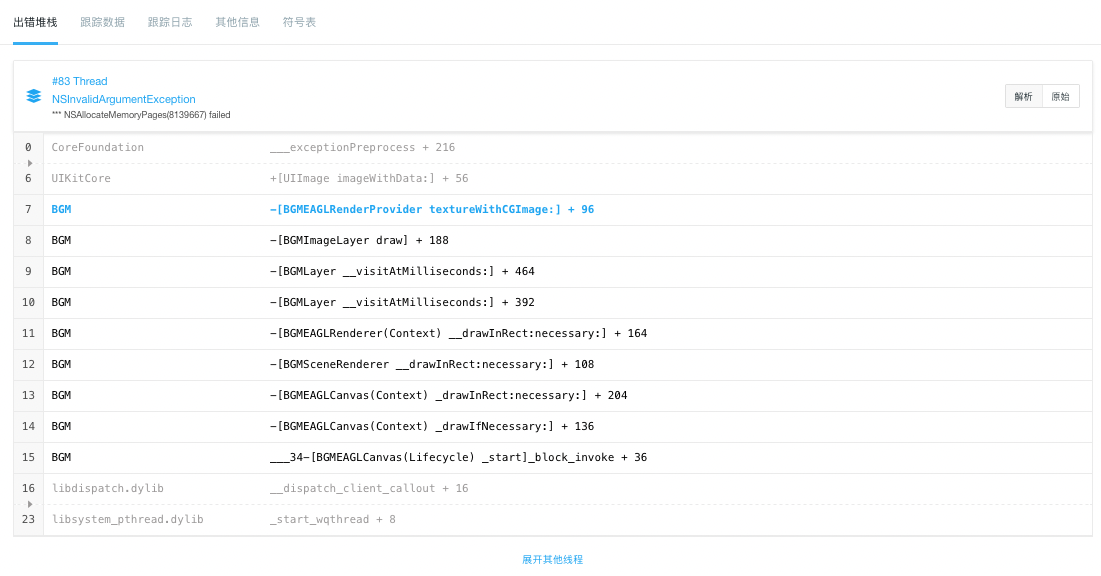 出错堆栈 跟踪数据 跟踪日志 其他信息 符号表
#83 Thread
NSInvalidArgumentException
*** NSAllocateMemoryPages(8139667) failed
解析 原始
0 CoreFoundation ___exceptionPreprocess + 216
6 UIKitCore +[UIImage imageWithData:] + 56
7 BGM -[BGMEAGLRenderProvider textureWithCGImage:] + 96
8 BGM -[BGMImageLayer draw] + 188
9 BGM -[BGMLayer __visitAtMilliseconds:] + 464
10 BGM -[BGMLayer __visitAtMilliseconds:] + 392
11 BGM -[BGMEAGLRenderer(Context) __drawInRect:necessary:] + 164
12 BGM -[BGMSceneRenderer __drawInRect:necessary:] + 108
13 BGM -[BGMEAGLCanvas(Context) _drawInRect:necessary:] + 204
14 BGM -[BGMEAGLCanvas(Context) _drawIfNecessary:] + 136
15 BGM ___34-[BGMEAGLCanvas(Lifecycle) _start]_block_invoke + 36
16 libdispatch.dylib __dispatch_client_callout + 16
23 libsystem_pthread.dylib _start_wqthread + 8
展开其他线程